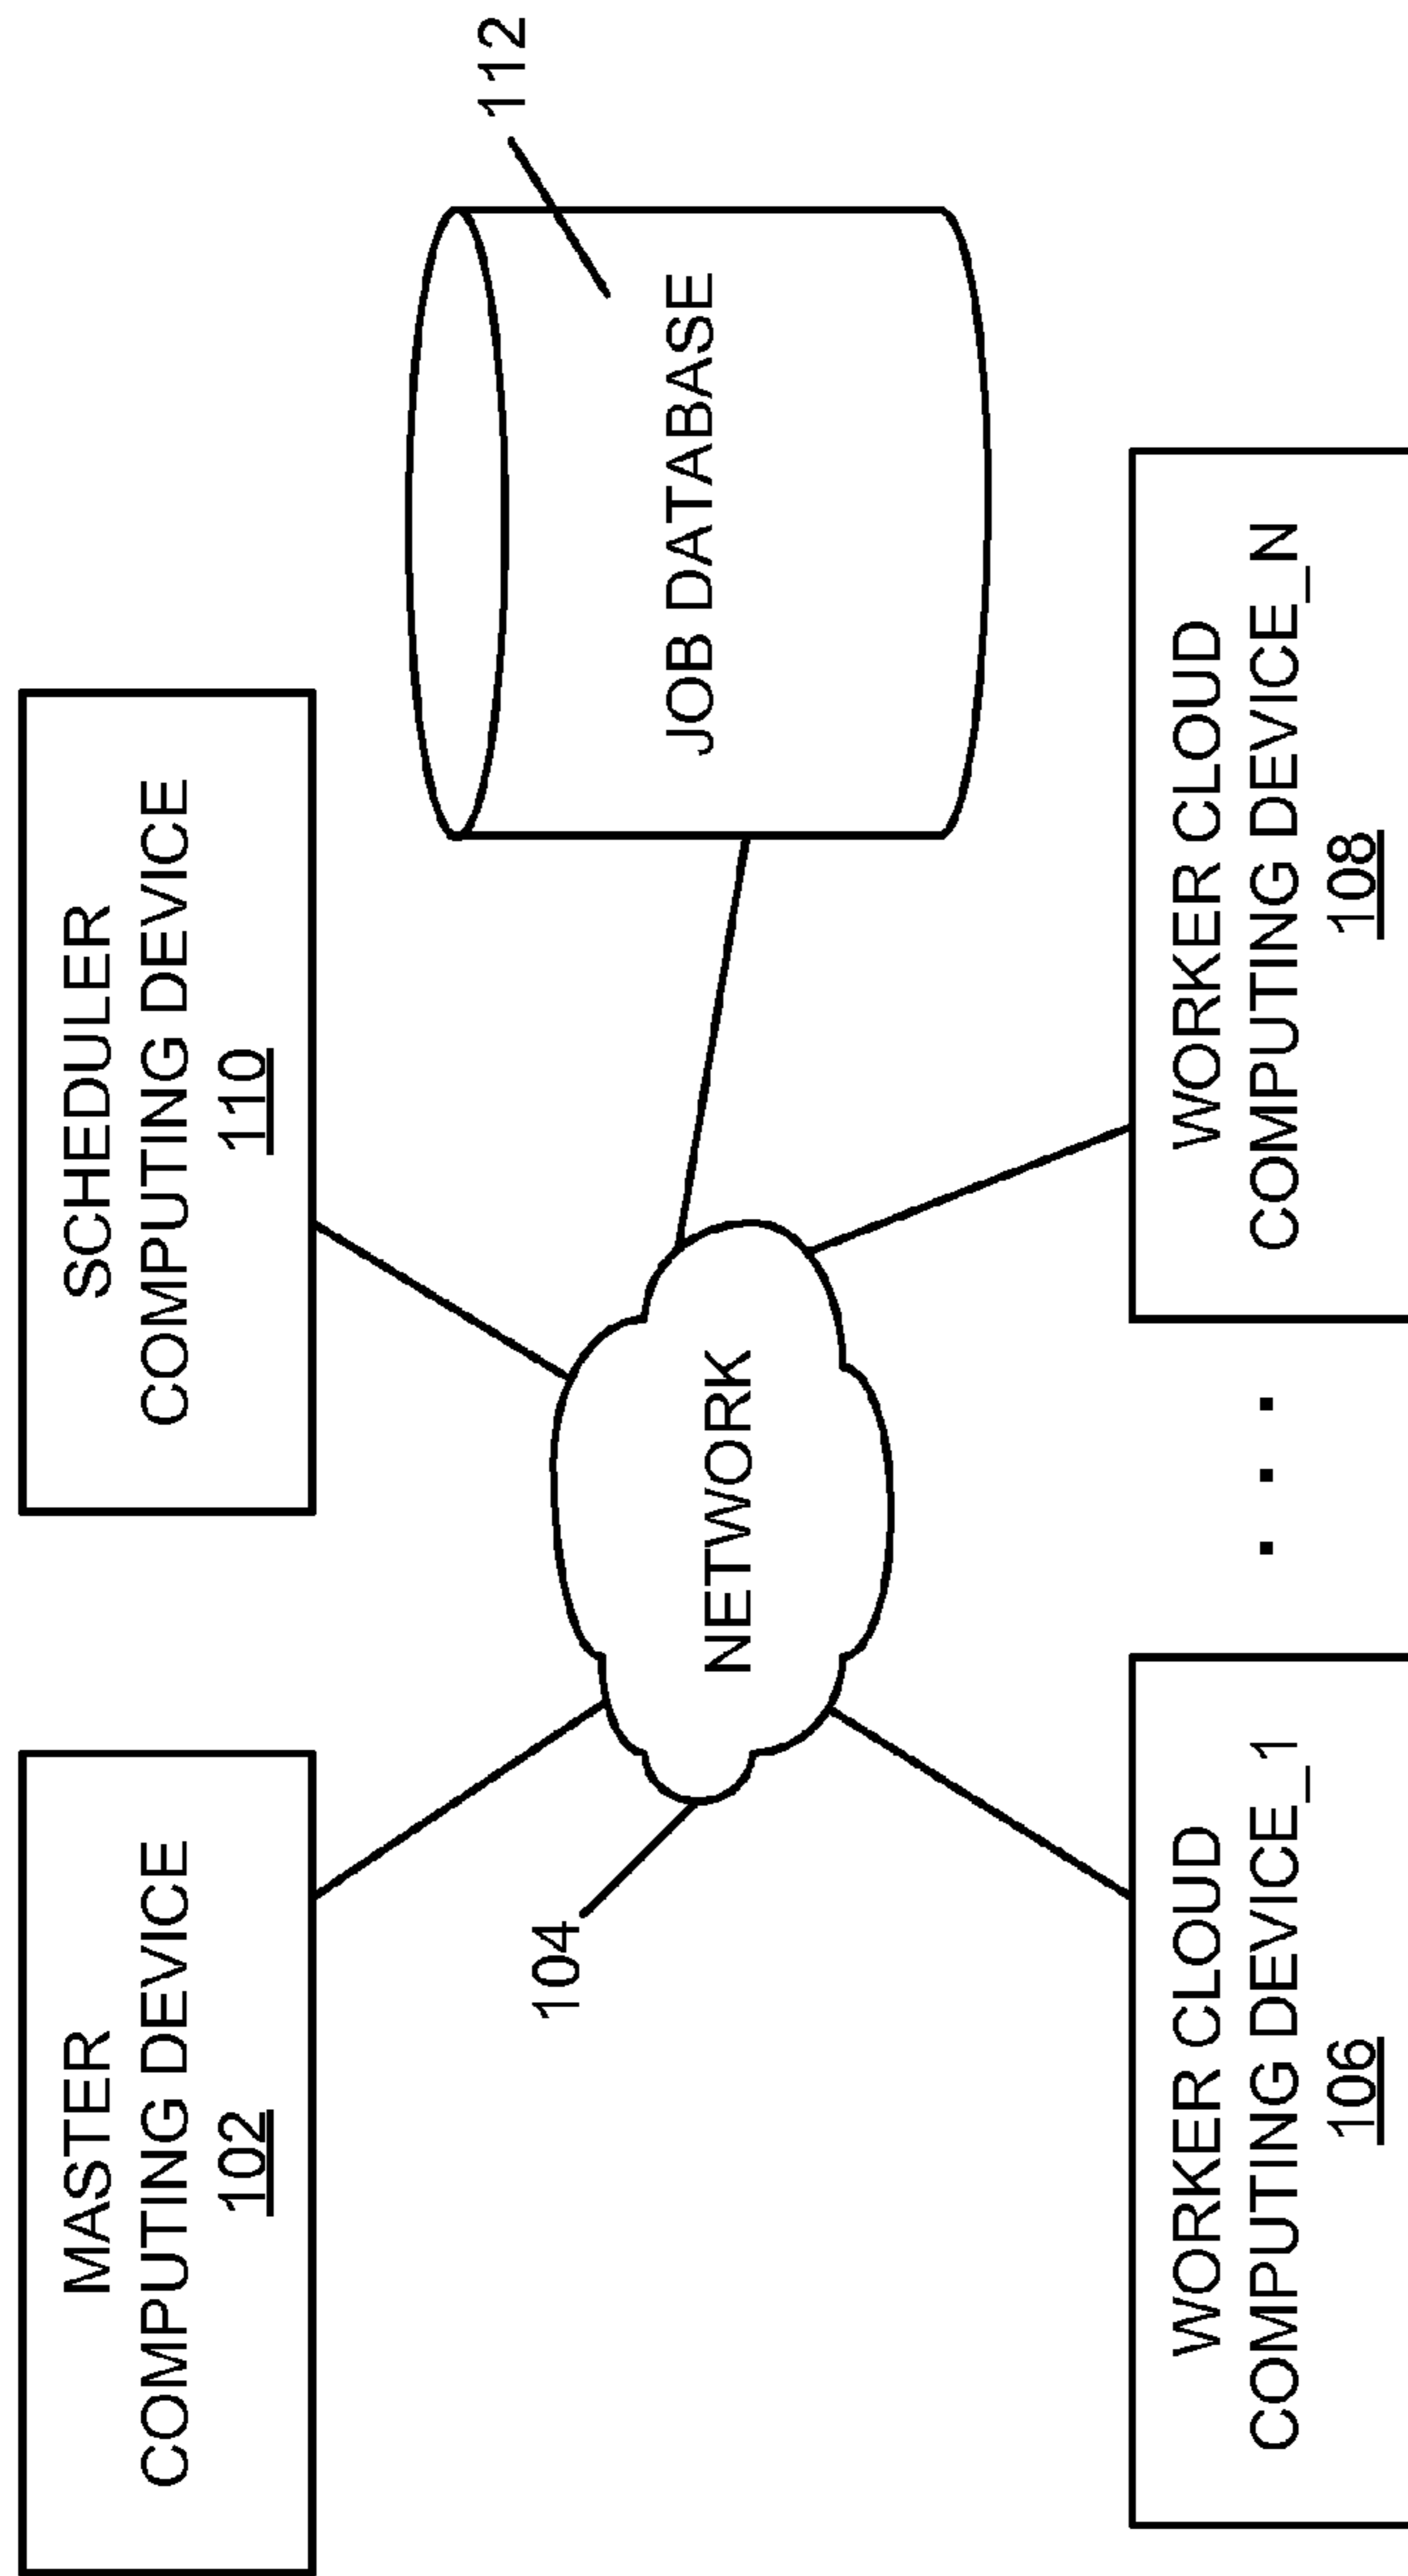 MASTER
COMPUTING DEVICE
102
SCHEDULER
COMPUTING DEVICE
110
112
104
NETWORK
JOB DATABASE
WORKER CLOUD
COMPUTING DEVICE_1
106
. . .
WORKER CLOUD
COMPUTING DEVICE_N
108